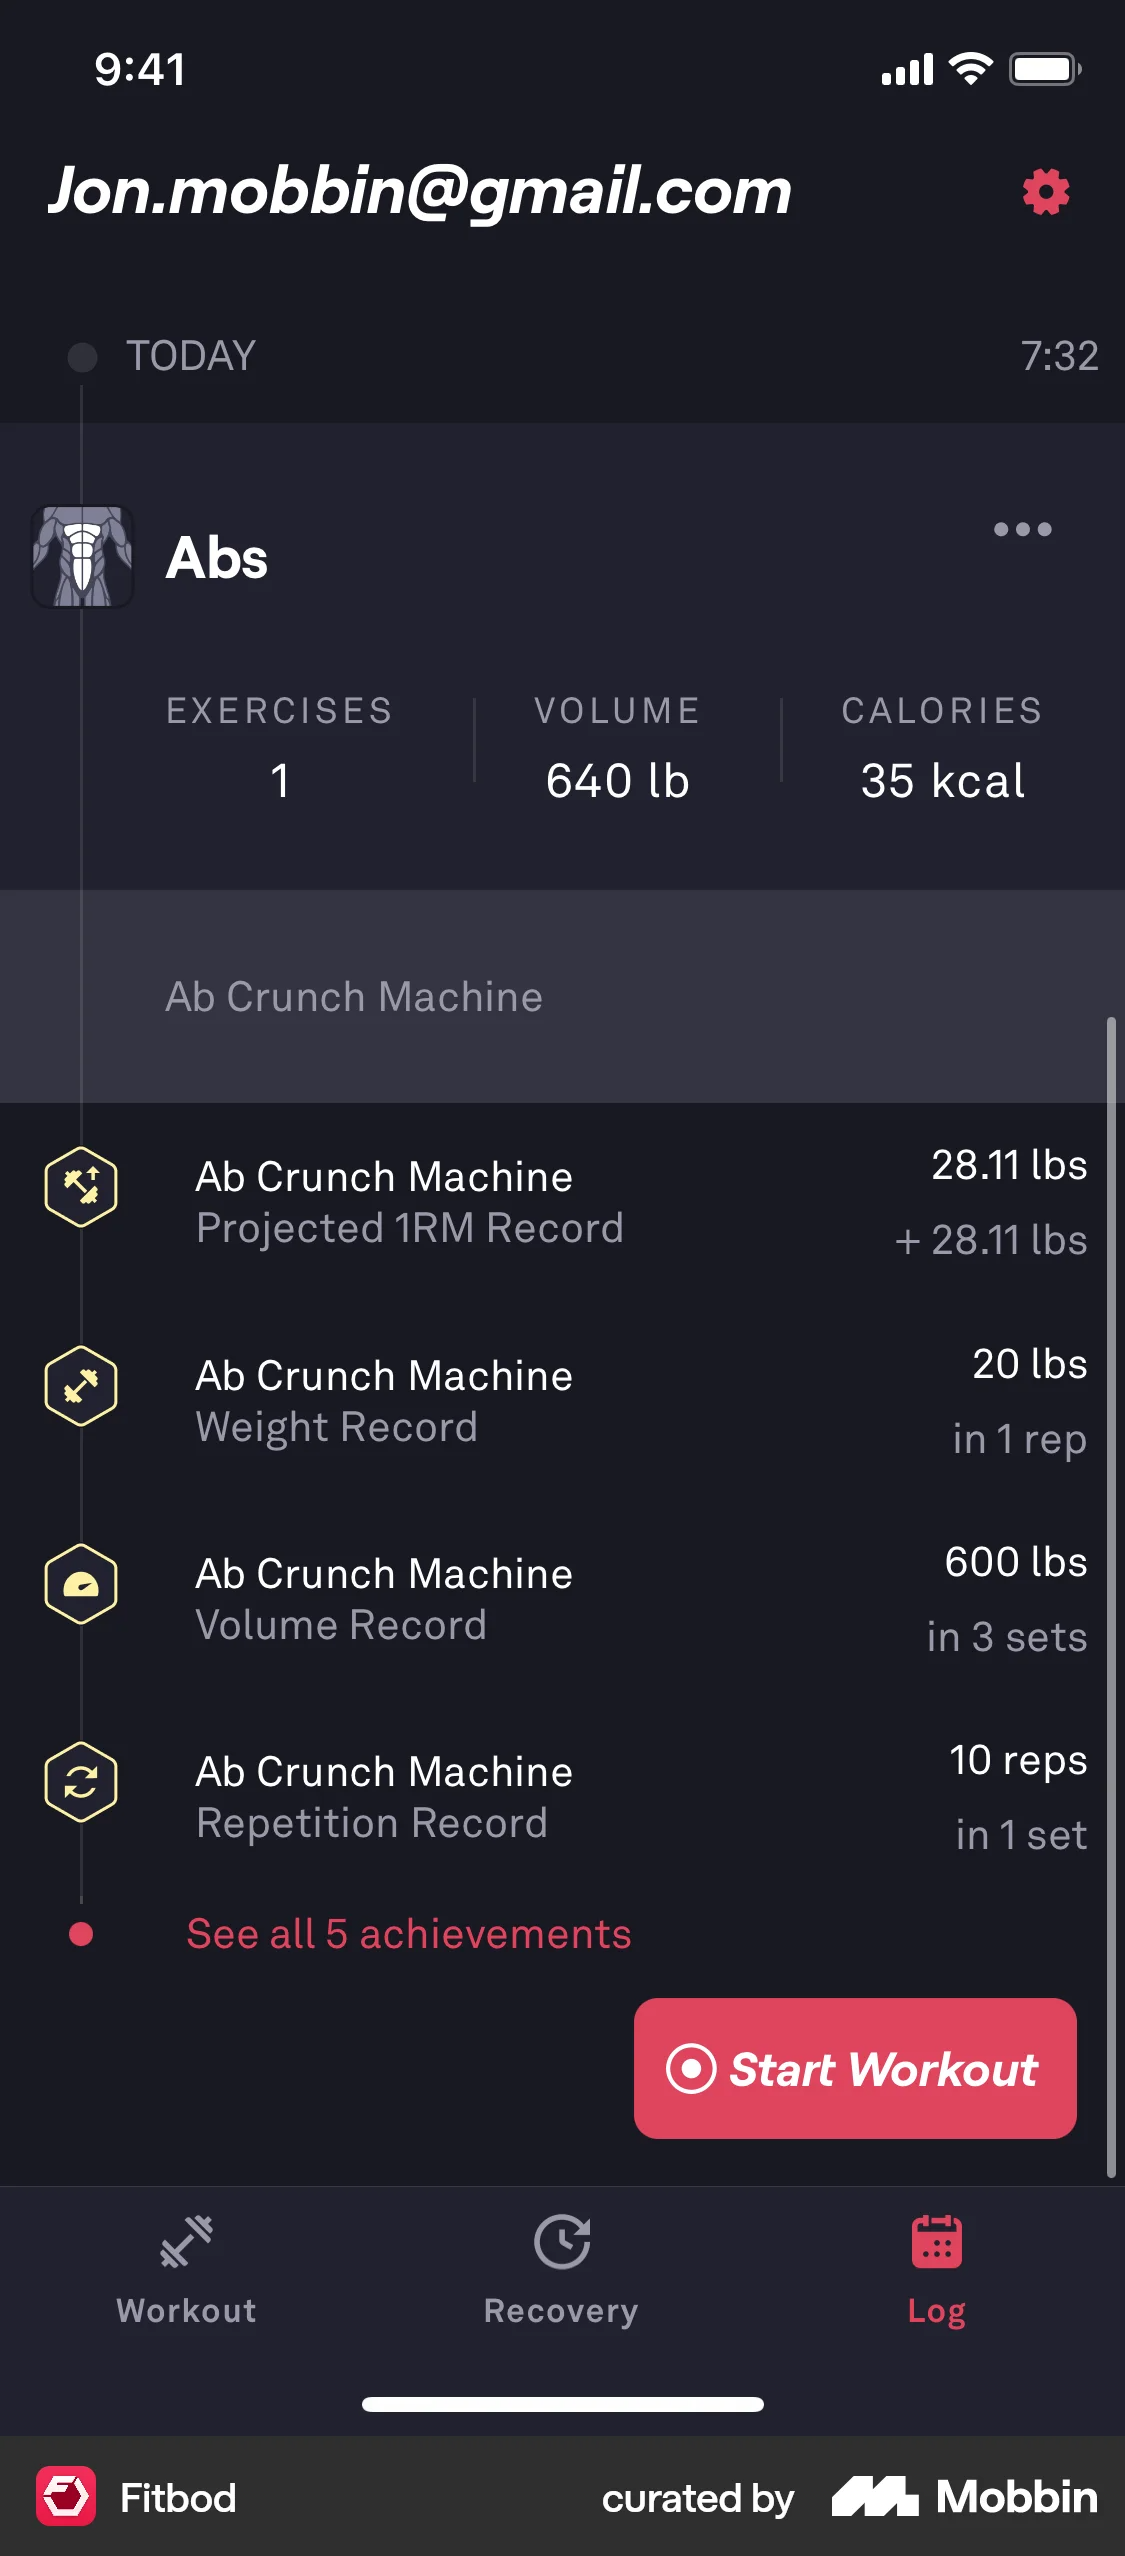 9:41
Jon.mobbin@gmail.com
TODAY 7:32
Abs
EXERCISES VOLUME CALORIES
1 640 lb 35 kcal
Ab Crunch Machine
Ab Crunch Machine 28.11 lbs
Projected 1RM Record + 28.11 lbs
Ab Crunch Machine 20 lbs
Weight Record in 1 rep
Ab Crunch Machine 600 lbs
Volume Record in 3 sets
Ab Crunch Machine 10 reps
Repetition Record in 1 set
See all 5 achievements
Start Workout
Workout Recovery Log
Fitbod curated by Mobbin